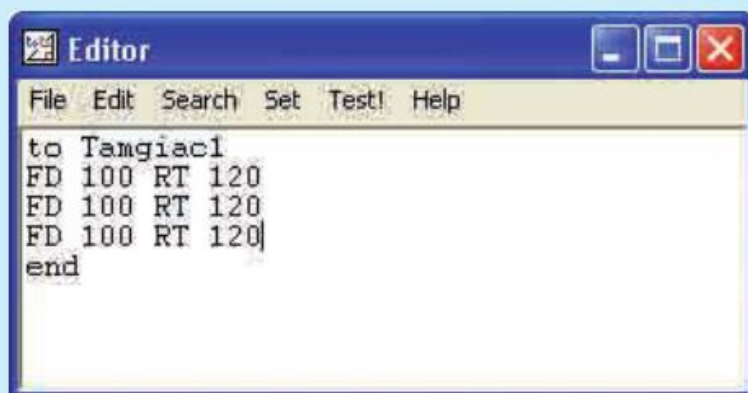 Editor
File Edit Search Set Test! Help
to Tamgiac1
FD 100 RT 120
FD 100 RT 120
FD 100 RT 120
end